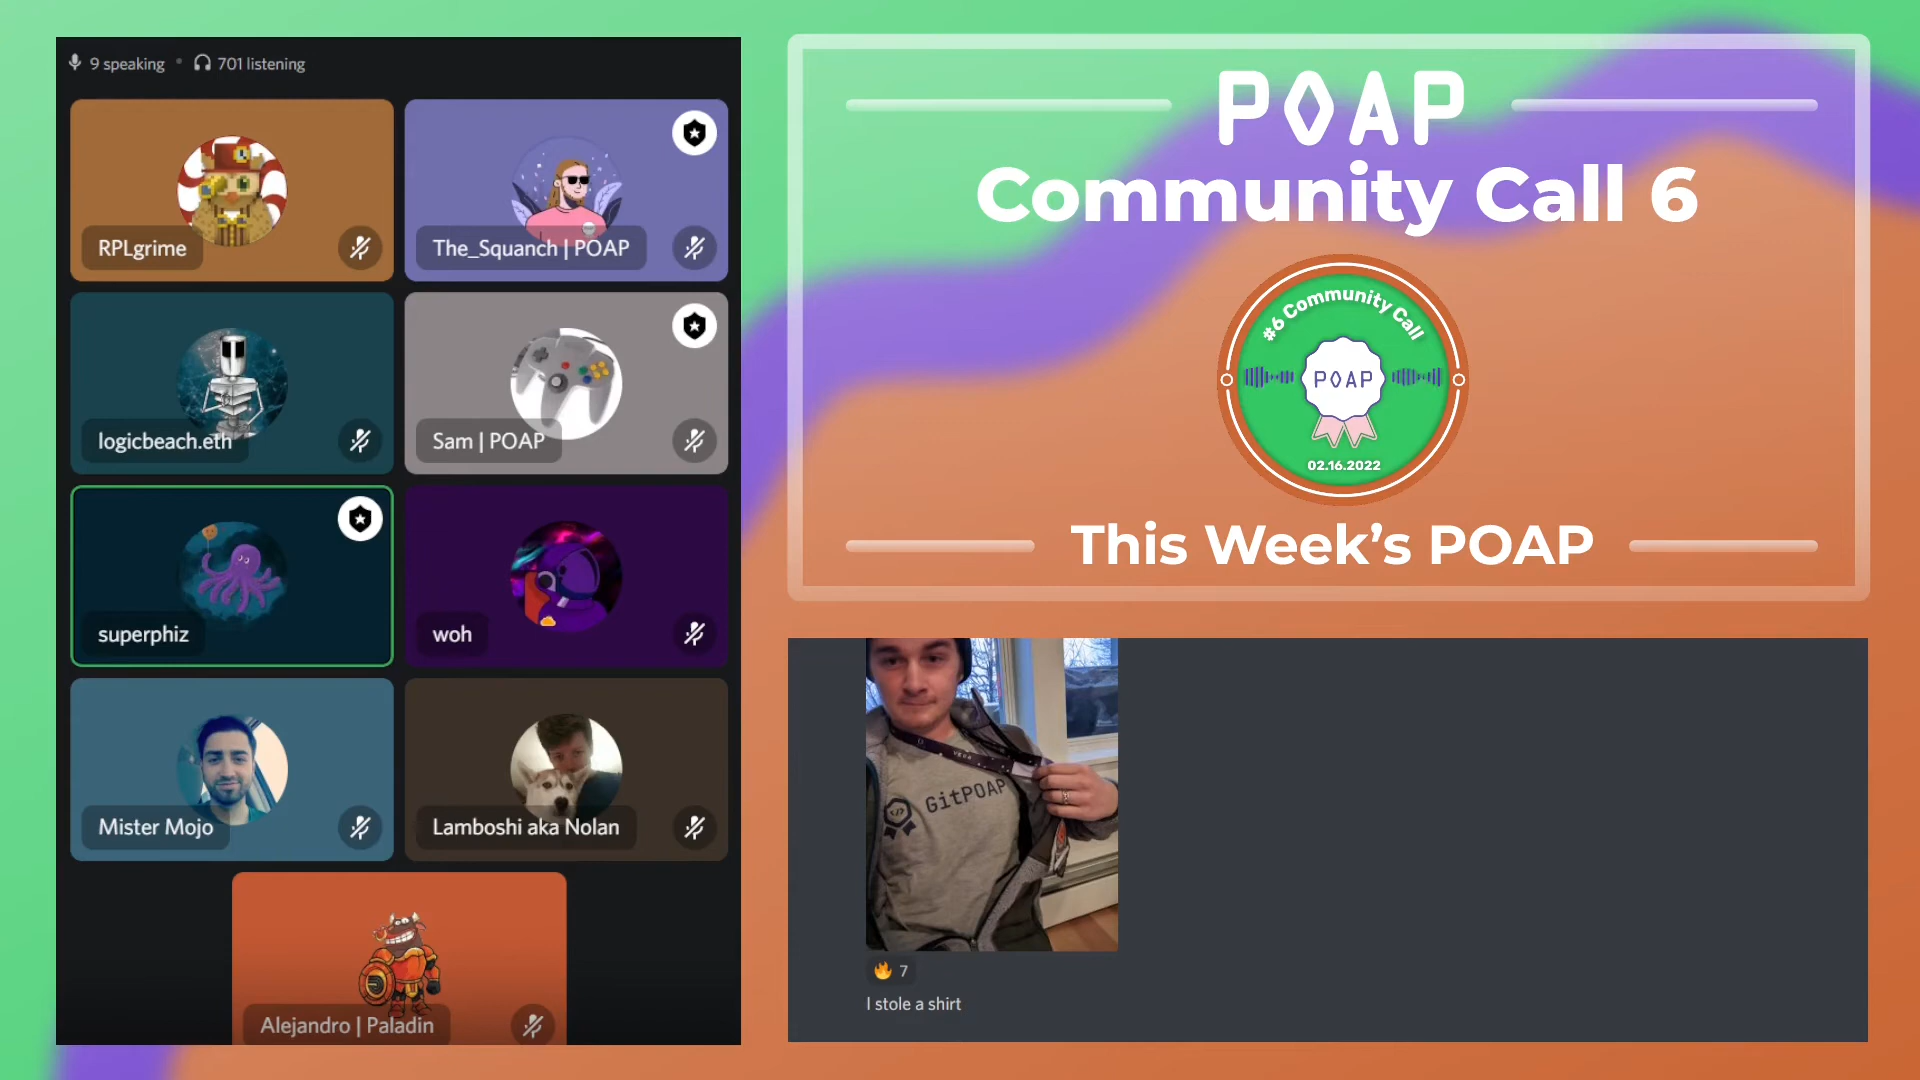 9 speaking • 701 listening
RPLgrime
The_Squanch | POAP
logicbeach.eth
Sam | POAP
superphiz
woh
Mister Mojo
Lamboshi aka Nolan
Alejandro | Paladin
POAP
Community Call 6
#6 Community Call
POAP
02.16.2022
This Week’s POAP
GitPOAP
7
I stole a shirt